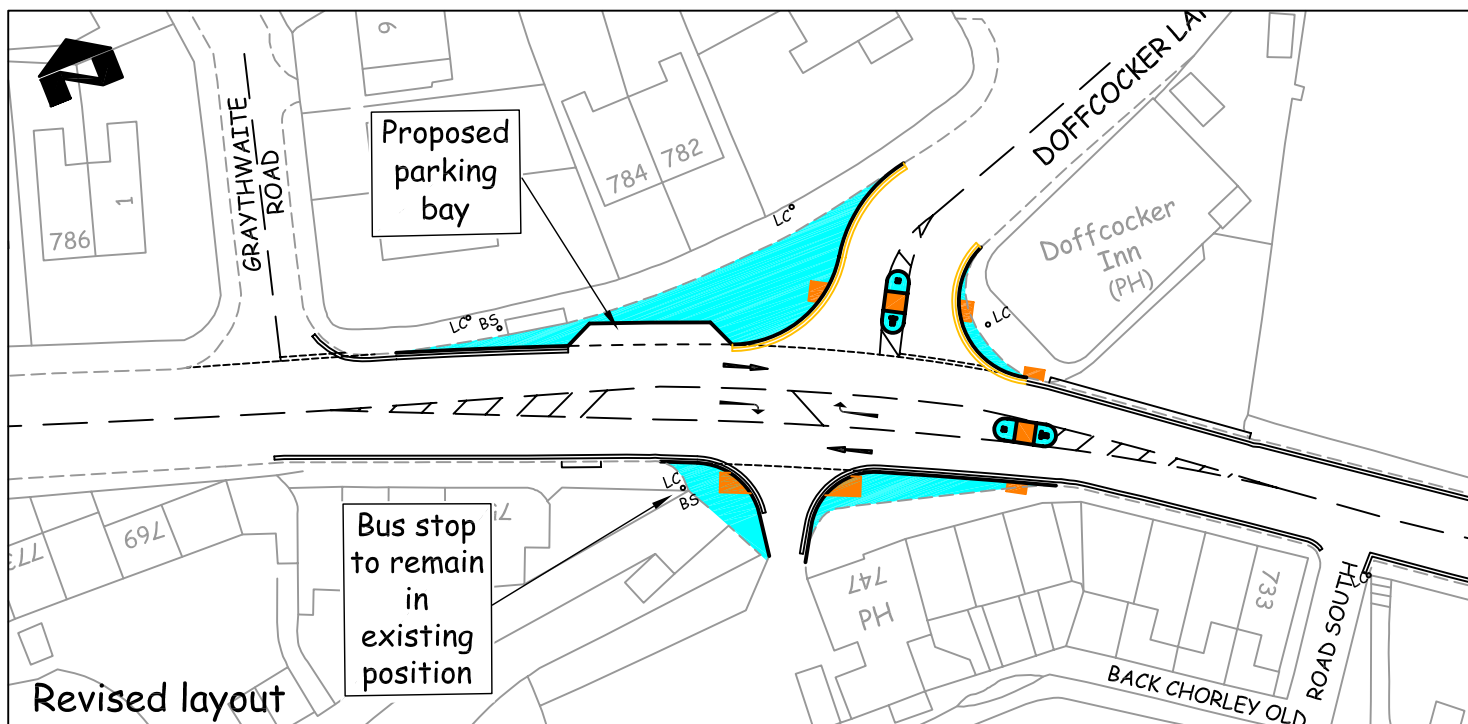 6
DOFFCOCKER LA
GRAYTHWAITE
ROAD
Proposed
parking
bay
784
782
786
1
LC
Doffcocker
Inn
(PH)
LC
BS
LC
LC
BS
Bus stop
to remain
in
existing
position
773
769
747
PH
733
ROAD SOUTH
BACK CHORLEY OLD
Revised layout